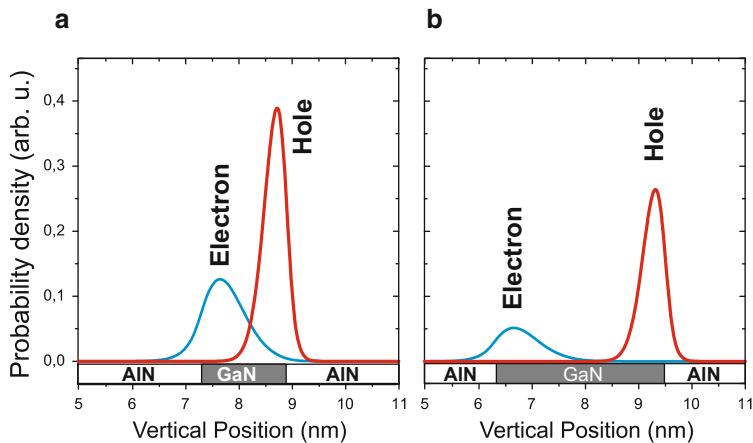 a
b
Probability density (arb. u.)
0,4
0,3
0,2
0,1
0,0
Electron
Hole
AlN
GaN
AlN
5 6 7 8 9 10 11
Vertical Position (nm)
Electron
Hole
AlN
GaN
AlN
5 6 7 8 9 10 11
Vertical Position (nm)